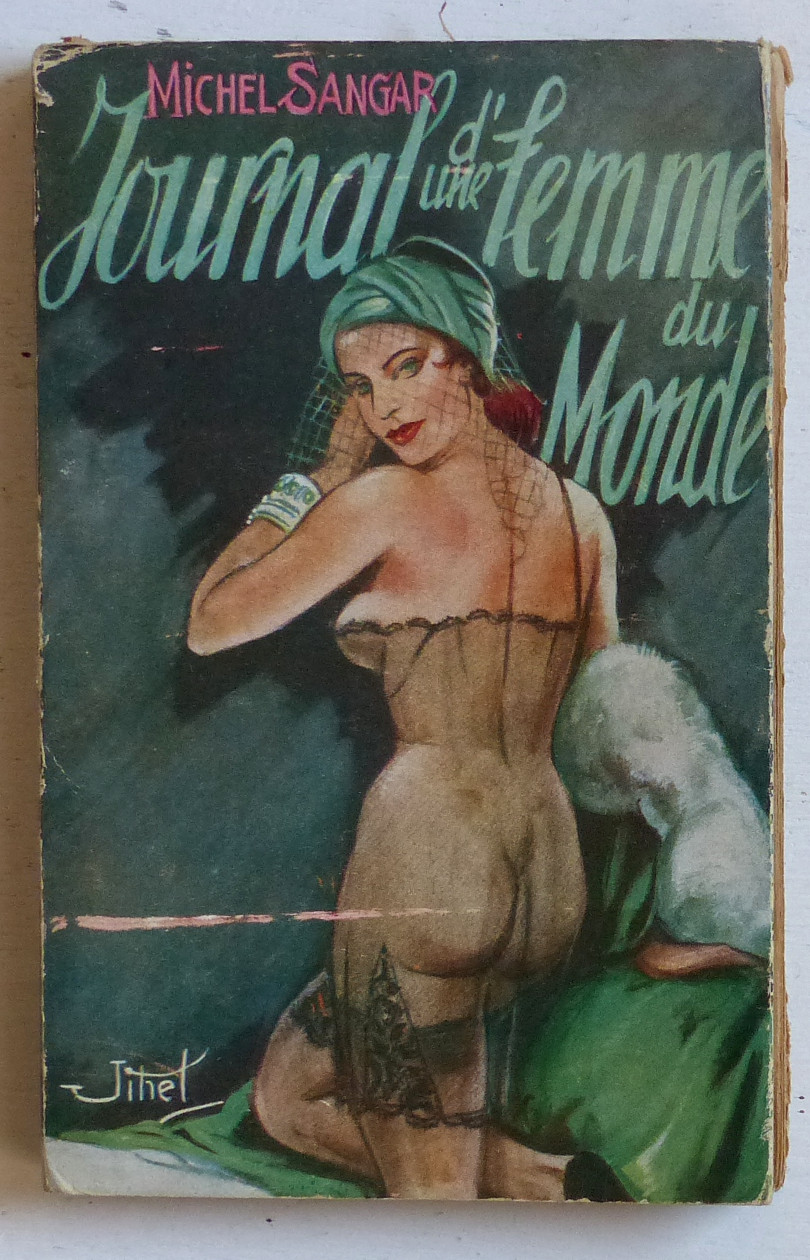 MICHEL SANGAR
Journal d'une femme
du
Monde
Jihel